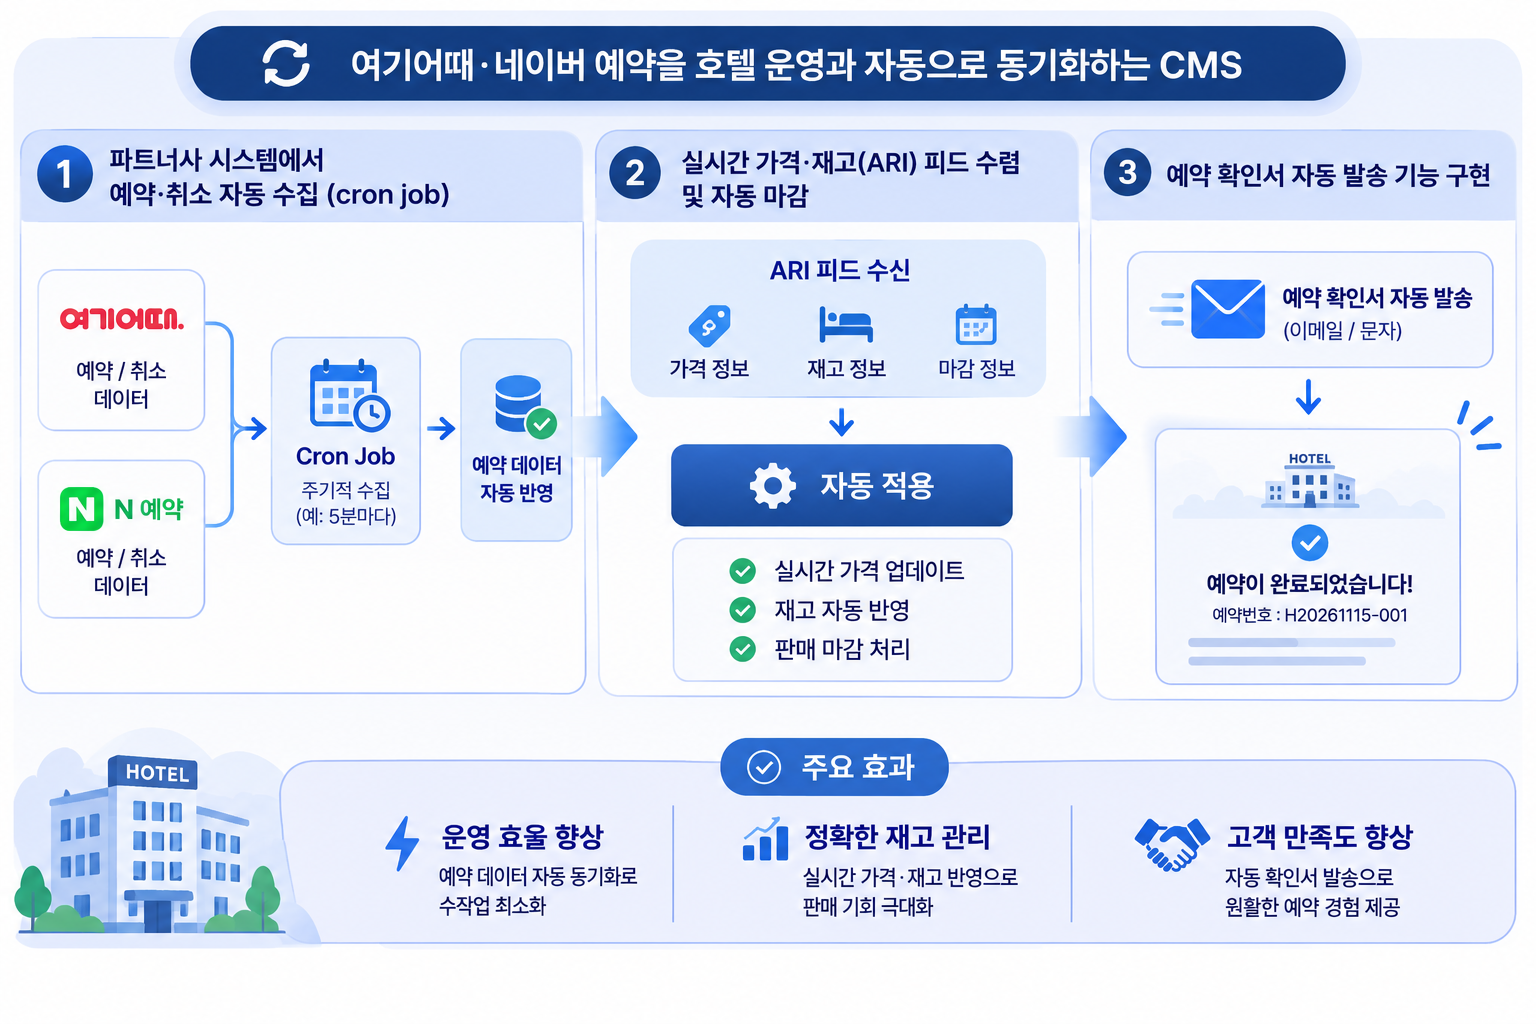 여기어때·네이버 예약을 호텔 운영과 자동으로 동기화하는 CMS
1
파트너사 시스템에서
예약·취소 자동 수집 (cron job)
여기어때.
예약 / 취소
데이터
N
N 예약
예약 / 취소
데이터
Cron Job
주기적 수집
(예: 5분마다)
예약 데이터
자동 반영
2
실시간 가격·재고(ARI) 피드 수렴
및 자동 마감
ARI 피드 수신
가격 정보
재고 정보
마감 정보
자동 적용
실시간 가격 업데이트
재고 자동 반영
판매 마감 처리
3
예약 확인서 자동 발송 기능 구현
예약 확인서 자동 발송
(이메일 / 문자)
HOTEL
예약이 완료되었습니다!
예약번호 : H20261115-001
HOTEL
주요 효과
운영 효율 향상
예약 데이터 자동 동기화로
수작업 최소화
정확한 재고 관리
실시간 가격·재고 반영으로
판매 기회 극대화
고객 만족도 향상
자동 확인서 발송으로
원활한 예약 경험 제공